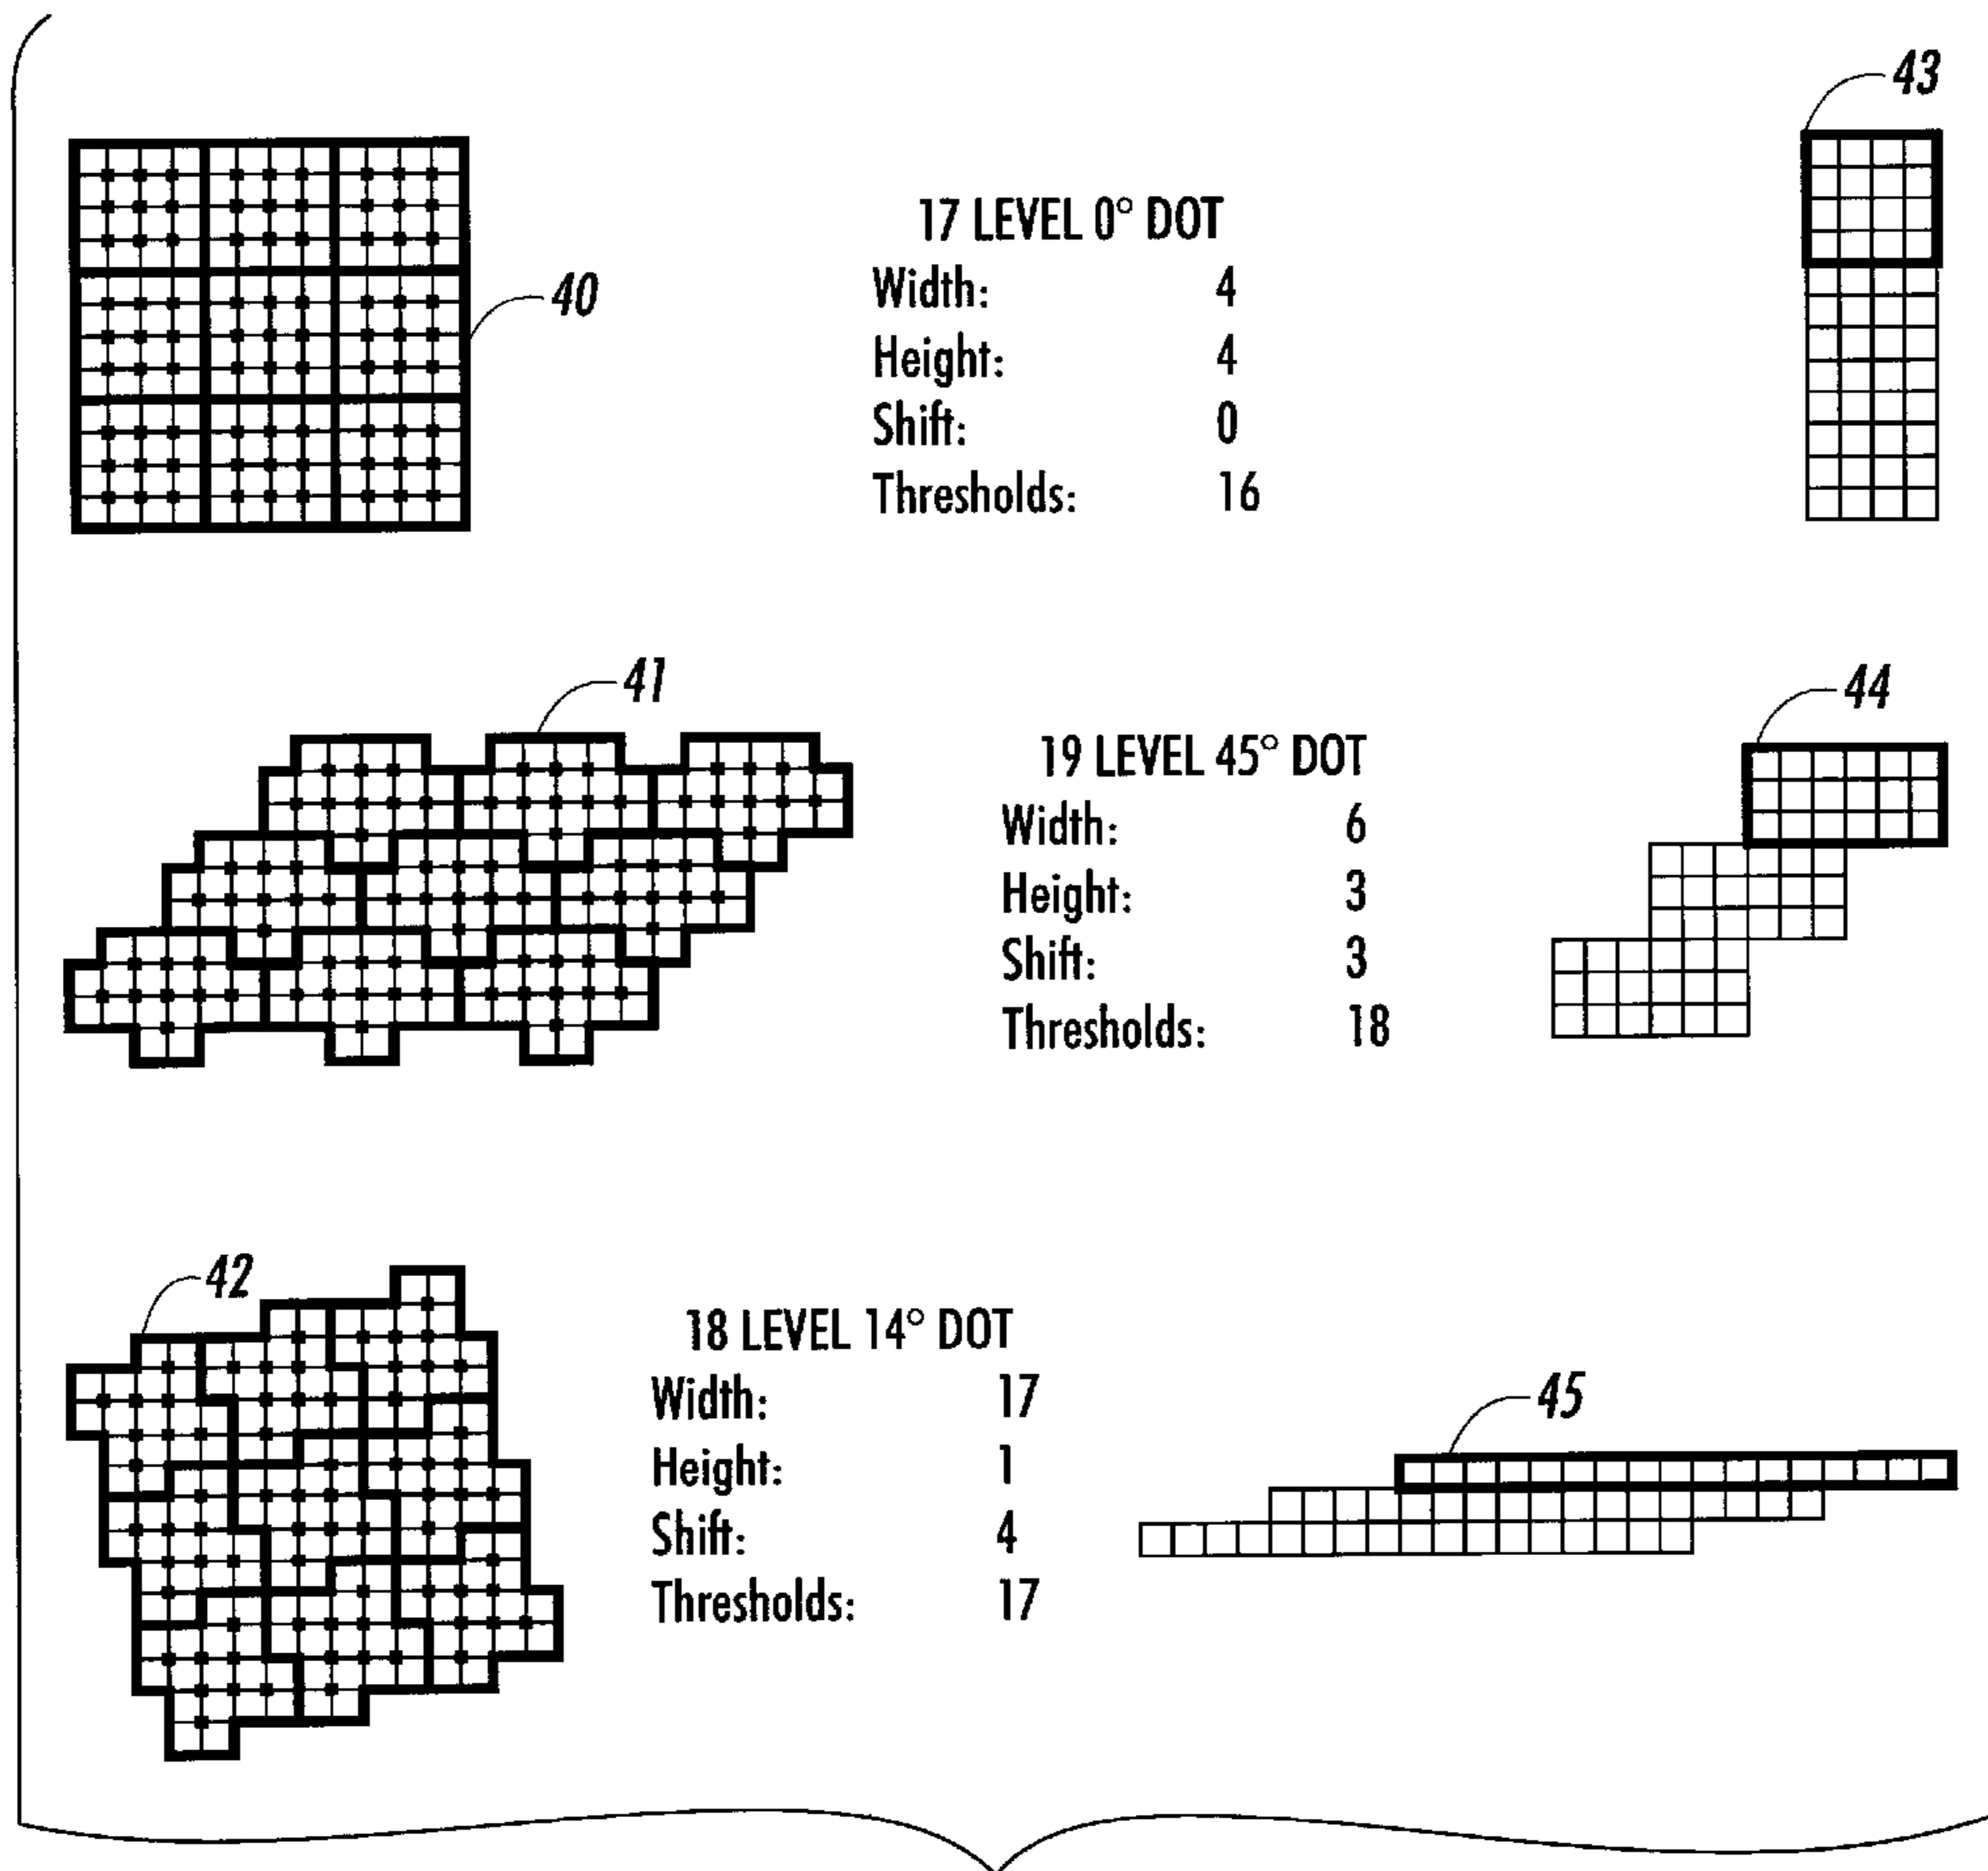 43
17 LEVEL 0° DOT
40
Width: 4
Height: 4
Shift: 0
Thresholds: 16
41
44
19 LEVEL 45° DOT
Width: 6
Height: 3
Shift: 3
Thresholds: 18
42
18 LEVEL 14° DOT
Width: 17
45
Height: 1
Shift: 4
Thresholds: 17